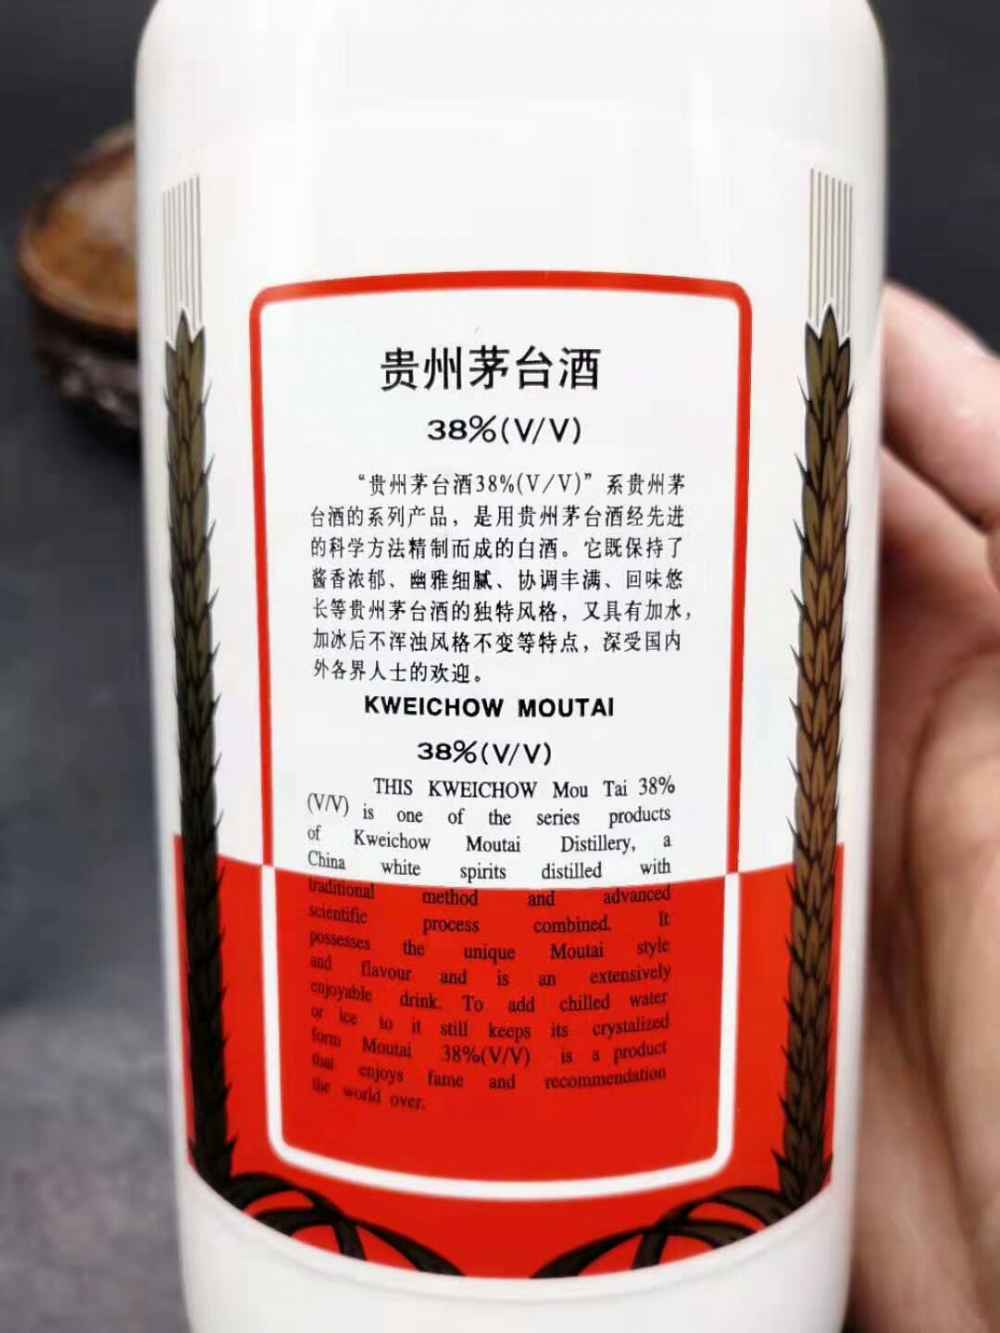 贵州茅台酒
38%(V/V)
“贵州茅台酒38%(V/V)”系贵州茅
台酒的系列产品，是用贵州茅台酒经先进
的科学方法精制而成的白酒。它既保持了
酱香浓郁、幽雅细腻、协调丰满、回味悠
长等贵州茅台酒的独特风格，又具有加水，
加冰后不浑浊风格不变等特点，深受国内
外各界人士的欢迎。
KWEICHOW MOUTAI
38%(V/V)
THIS KWEICHOW Mou Tai 38%
(V/V) is one of the series products
of Kweichow Moutai Distillery, a
China white spirits distilled with
traditional method and advanced
scientific process combined. It
possesses the unique Moutai style
and flavour and is an extensively
enjoyable drink. To add chilled water
or ice to it still keeps its crystalized
form Moutai 38%(V/V) is a product
that enjoys fame and recommendation
the world over.